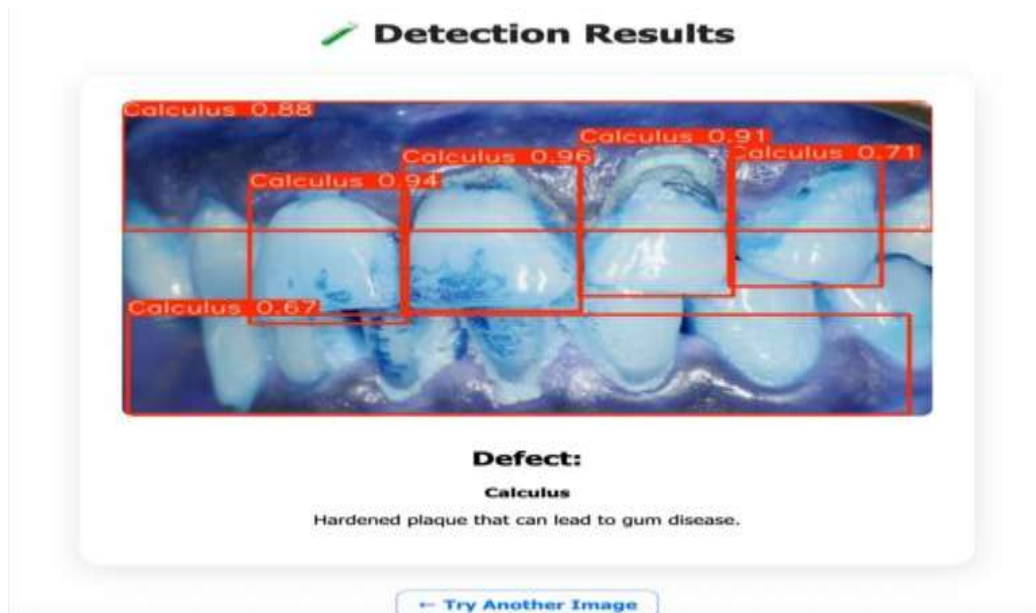 Detection Results
Calculus 0.88
Calculus 0.91
Calculus 0.96
Calculus 0.71
Calculus 0.94
Calculus 0.67
Defect:
Calculus
Hardened plaque that can lead to gum disease.
← Try Another Image